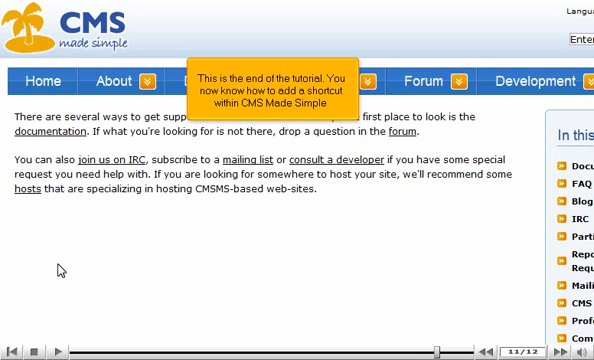 CMS
made simple
Langua
Enter
Home
About
D
Forum
Development
This is the end of the tutorial. You
now know how to add a shortcut
within CMS Made Simple
There are several ways to get supp first place to look is the
documentation. If what you're looking for is not there, drop a question in the forum.
You can also join us on IRC, subscribe to a mailing list or consult a developer if you have some special
request you need help with. If you are looking for somewhere to host your site, we'll recommend some
hosts that are specializing in hosting CMSMS-based web-sites.
In this
Docu
FAQ
Blog
IRC
Parti
Repo
Requ
Maili
CMS
Profe
Comm
11/12